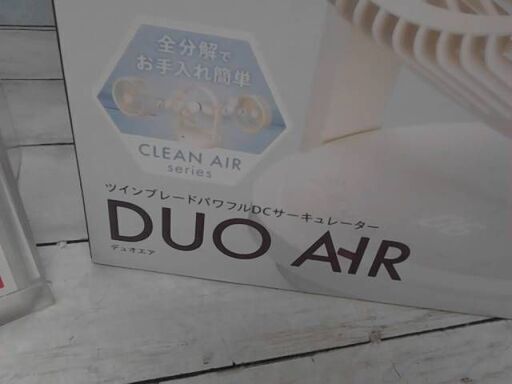 全分解で
お手入れ簡単
CLEAN AIR
series
ツインブレードパワフルDCサーキュレーター
DUO AIR
デュオエア